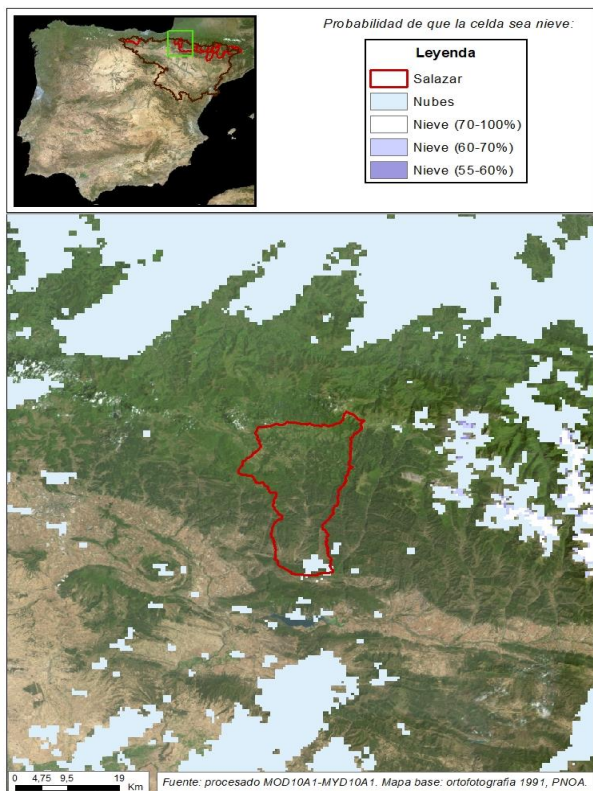 Probabilidad de que la celda sea nieve:
Leyenda
Salazar
Nubes
Nieve (70-100%)
Nieve (60-70%)
Nieve (55-60%)
0 4,75 9,5 19
Km
Fuente: procesado MOD10A1-MYD10A1. Mapa base: ortofotografia 1991, PNOA.